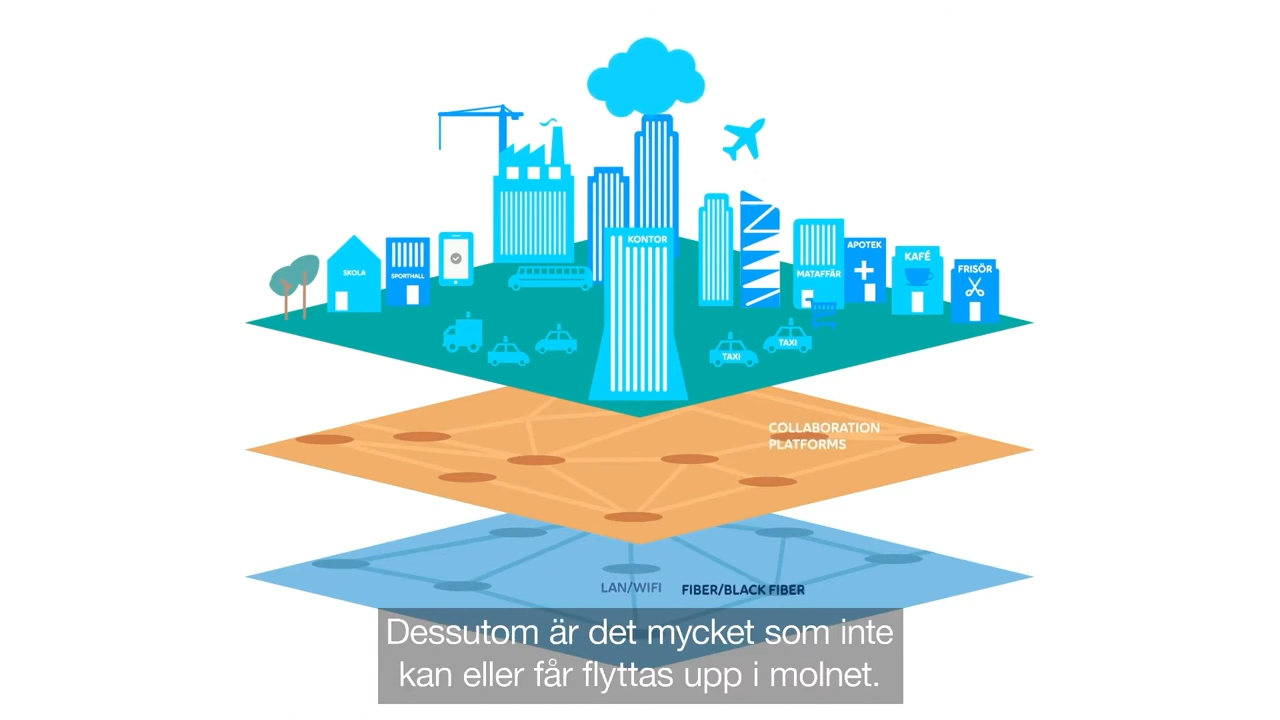 KONTOR
SKOLA
SPORTHALL
MATAFFÄR
APOTEK
KAFÉ
FRISÖR
TAXI
TAXI
COLLABORATION
PLATFORMS
LAN/WIFI
FIBER/BLACK FIBER
Dessutom är det mycket som inte
kan eller får flyttas upp i molnet.